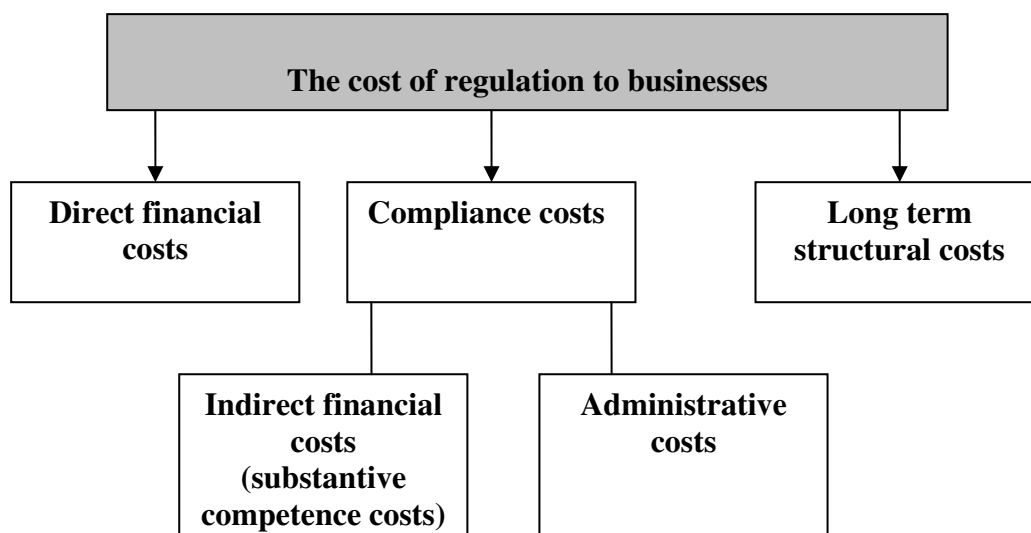 The cost of regulation to businesses
Direct financial
costs
Compliance costs
Long term
structural costs
Indirect financial
costs
(substantive
competence costs)
Administrative
costs